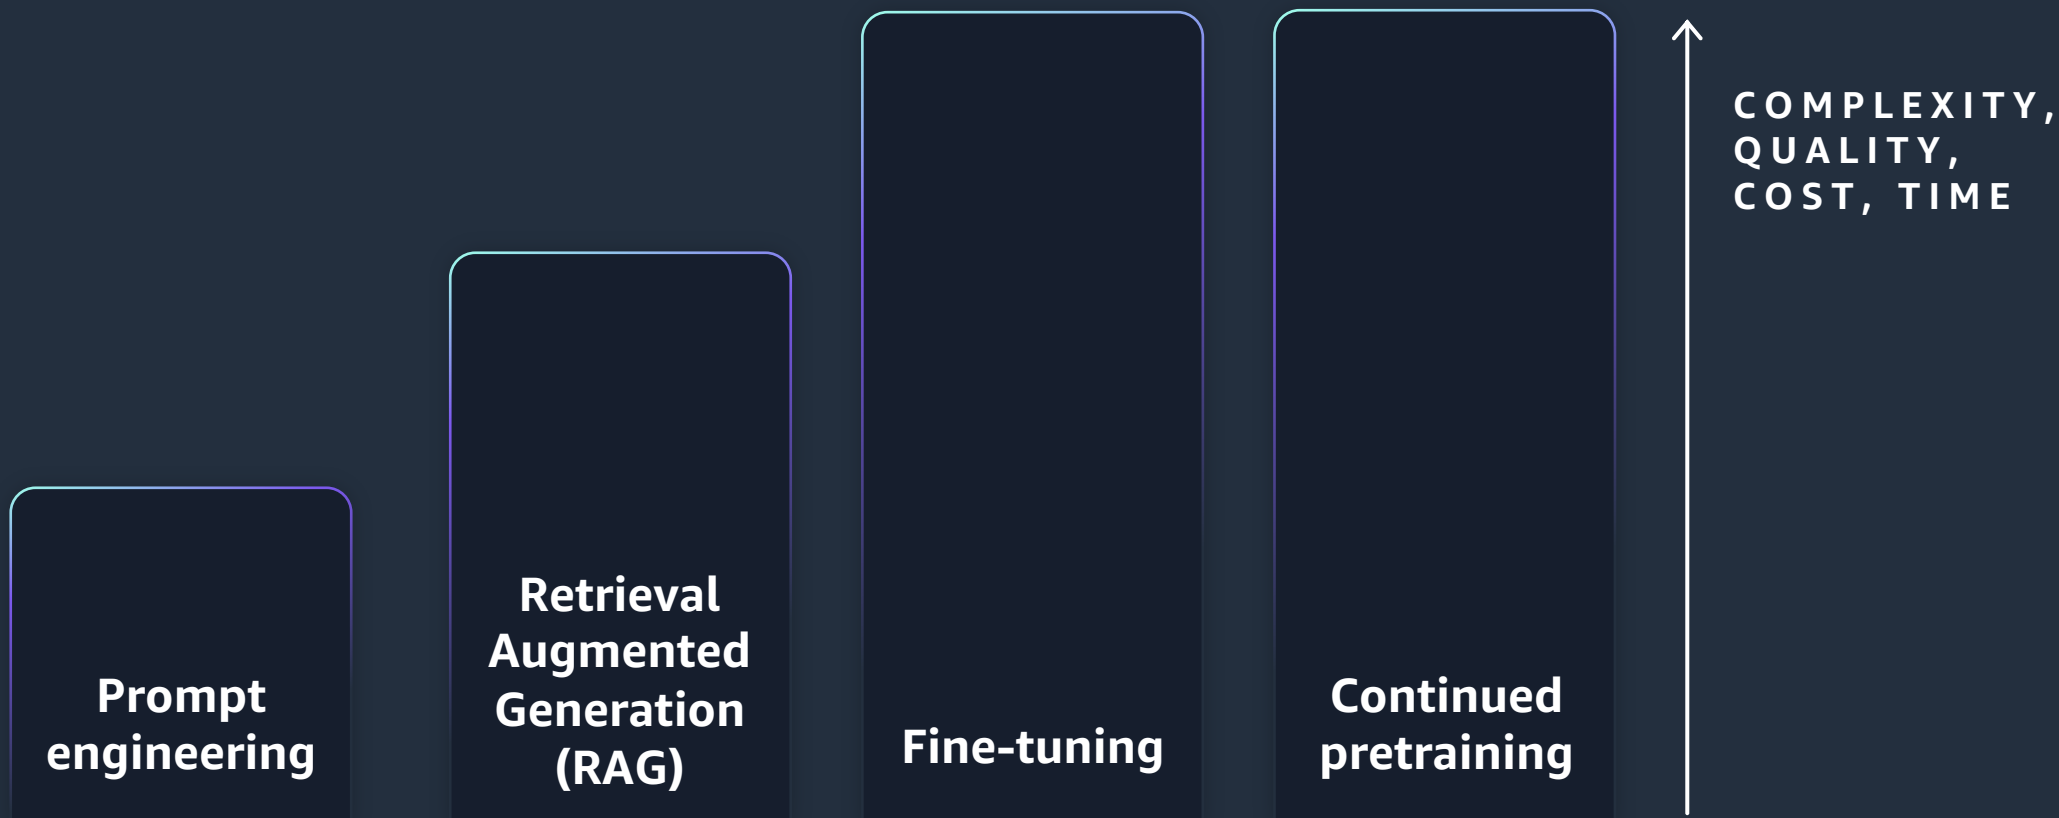 Prompt
engineering
Retrieval
Augmented
Generation
(RAG)
Fine-tuning
Continued
pretraining
COMPLEXITY,
QUALITY,
COST, TIME